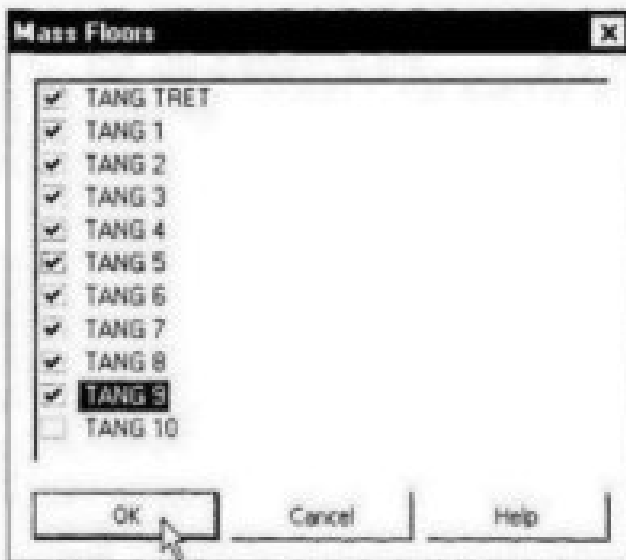 Mass Floors
TANG TRET
TANG 1
TANG 2
TANG 3
TANG 4
TANG 5
TANG 6
TANG 7
TANG 8
TANG 9
TANG 10
OK Cancel Help